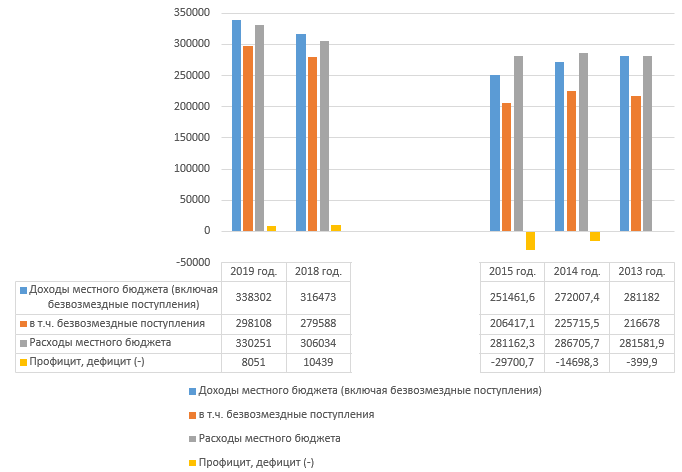 350000
300000
250000
200000
150000
100000
50000
0
-50000
2019 год. 2018 год. 2015 год. 2014 год. 2013 год.
Доходы местного бюджета (включая
безвозмездные поступления)
338302 316473 251461,6 272007,4 281182
в т.ч. безвозмездные поступления 298108 279588 206417,1 225715,5 216678
Расходы местного бюджета 330251 306034 281162,3 286705,7 281581,9
Профицит, дефицит (-) 8051 10439 -29700,7 -14698,3 -399,9
Доходы местного бюджета (включая безвозмездные поступления)
в т.ч. безвозмездные поступления
Расходы местного бюджета
Профицит, дефицит (-)